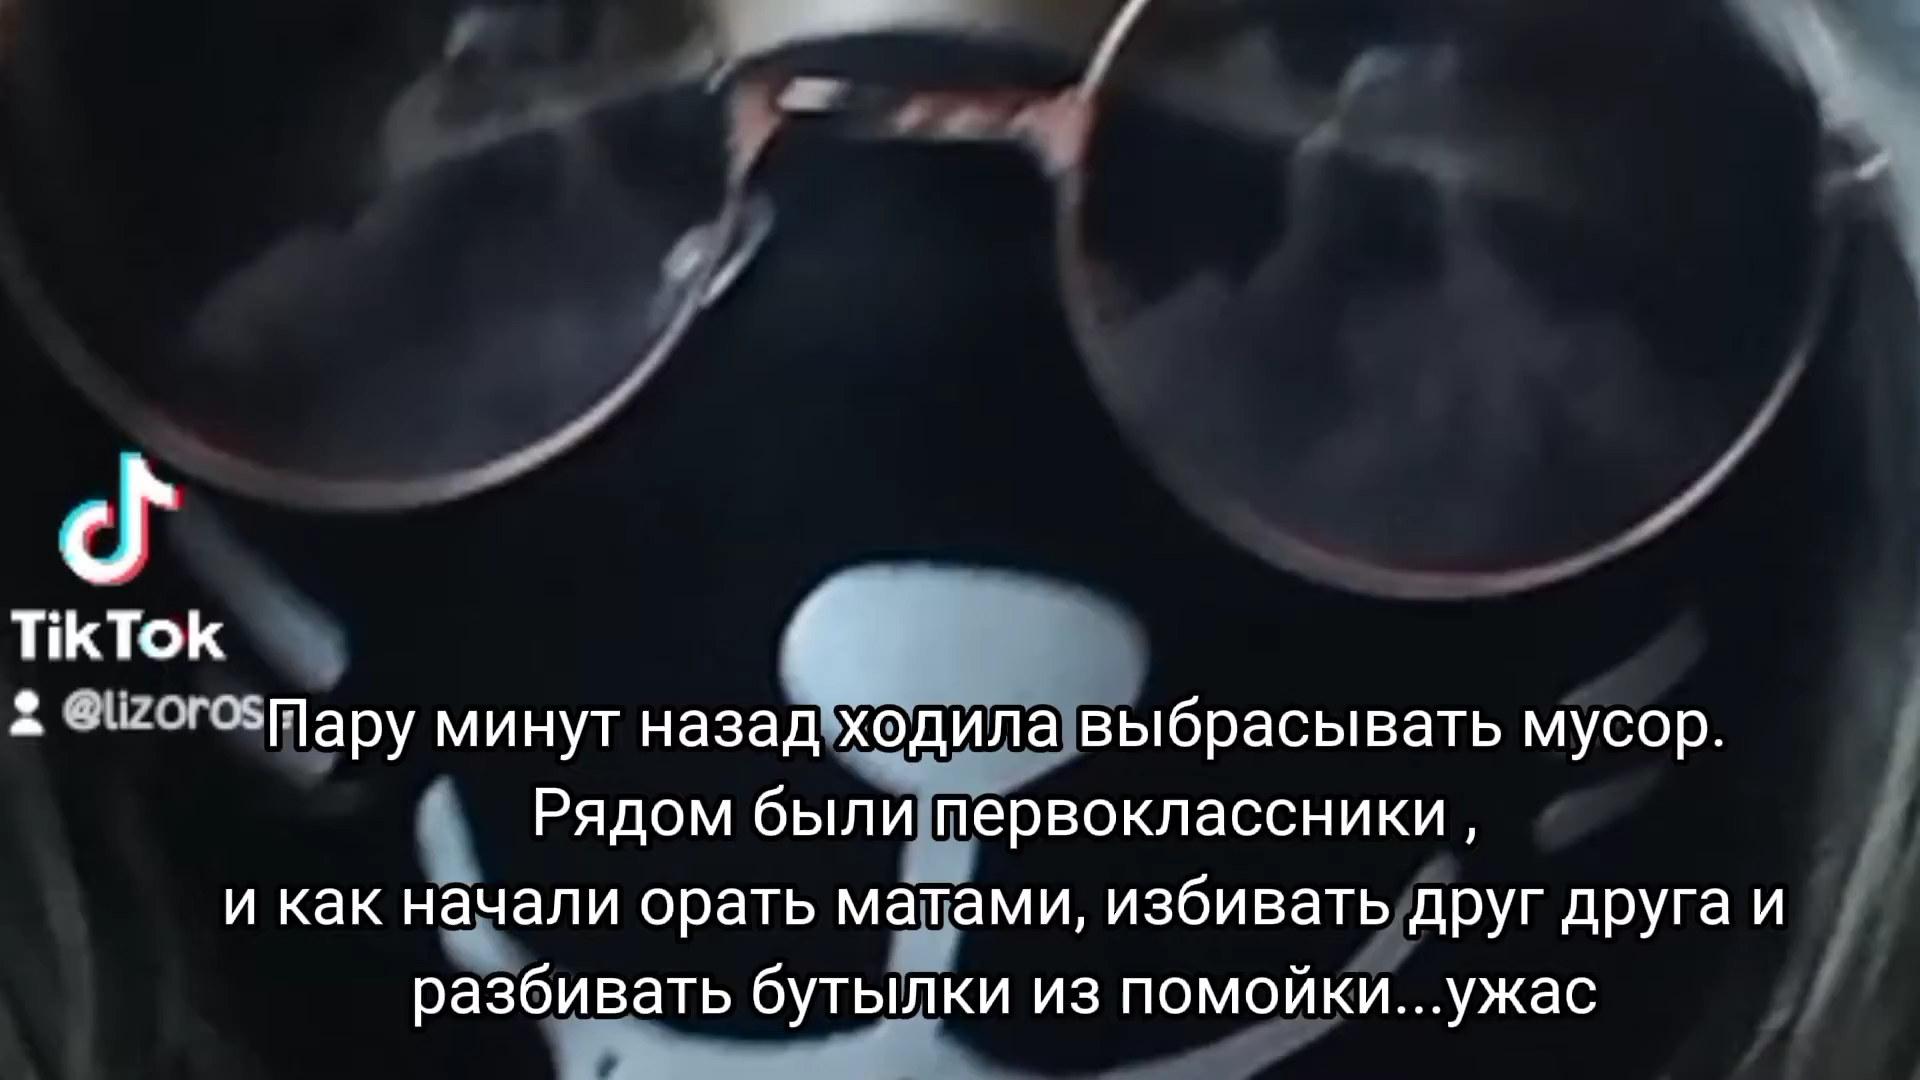 TikTok
Пару минут назад ходила выбрасывать мусор.
Рядом были первоклассники ,
и как начали орать матами, избивать друг друга и
разбивать бутылки из помойки...ужас